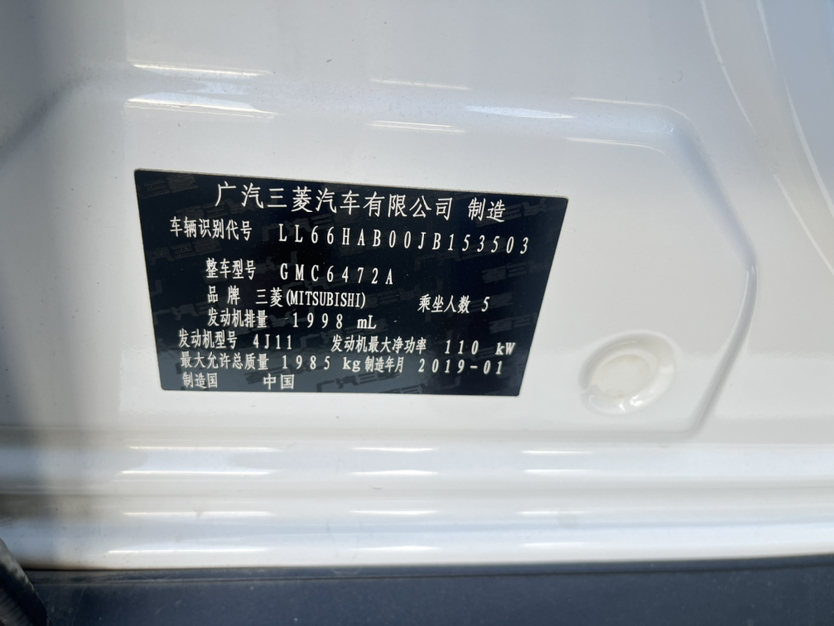 广汽三菱汽车有限公司 制造
车辆识别代号 LL66HAB00JB153503
整车型号 GMC6472A
品 牌 三菱(MITSUBISHI) 乘坐人数 5
发动机排量 1998 mL
发动机型号 4J11 发动机最大净功率 110 kW
最大允许总质量 1985 kg 制造年月 2019-01
制造国 中国